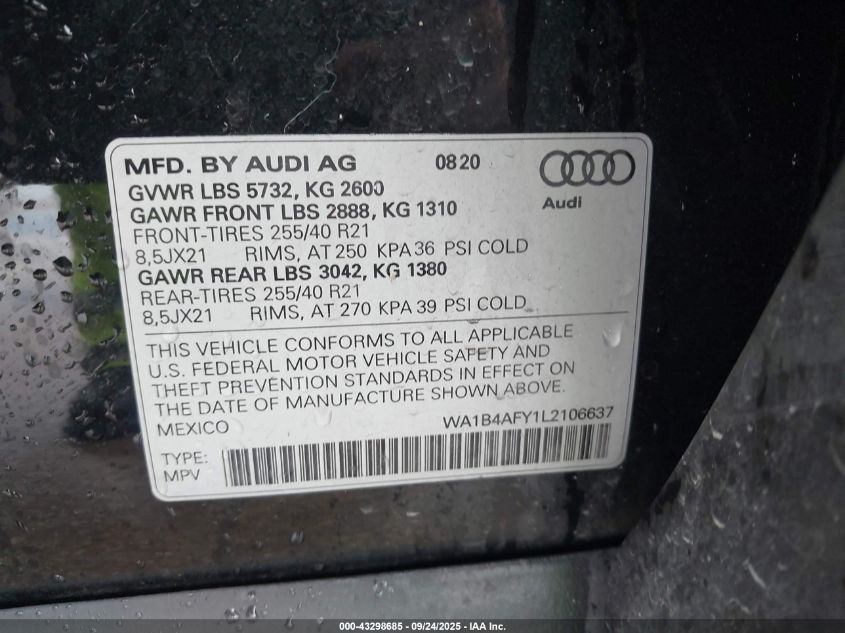 MFD. BY AUDI AG 08 20
GVWR LBS 5732, KG 2600
GAWR FRONT LBS 2888, KG 1310
FRONT-TIRES 255/40 R21
8,5JX21 RIMS, AT 250 KPA 36 PSI COLD
GAWR REAR LBS 3042, KG 1380
REAR-TIRES 255/40 R21
8,5JX21 RIMS, AT 270 KPA 39 PSI COLD
Audi
THIS VEHICLE CONFORMS TO ALL APPLICABLE
U.S. FEDERAL MOTOR VEHICLE SAFETY AND
THEFT PREVENTION STANDARDS IN EFFECT ON
THE DATE OF MANUFACTURE SHOWN ABOVE.
MEXICO WA1B4AFY1L2106637
TYPE:
MPV
000-43298685 - 09/24/2025 - IAA Inc.